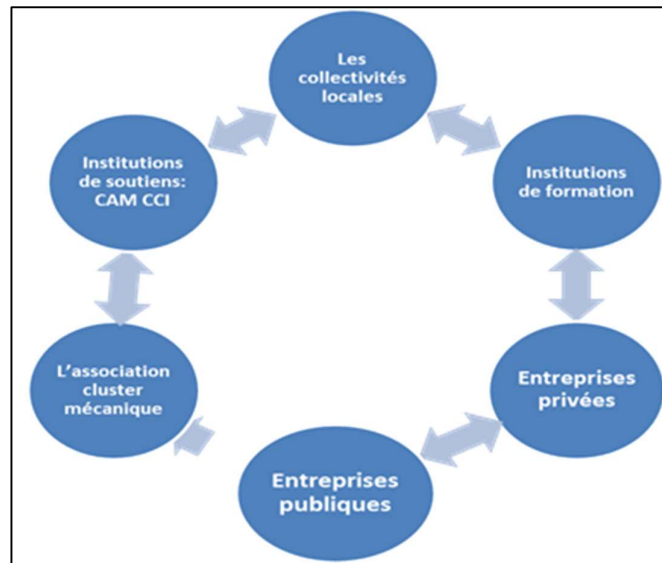 Les
collectivités
locales
Institutions
de soutiens:
CAM CCI
Institutions
de formation
L'association
cluster
mécanique
Entreprises
privées
Entreprises
publiques